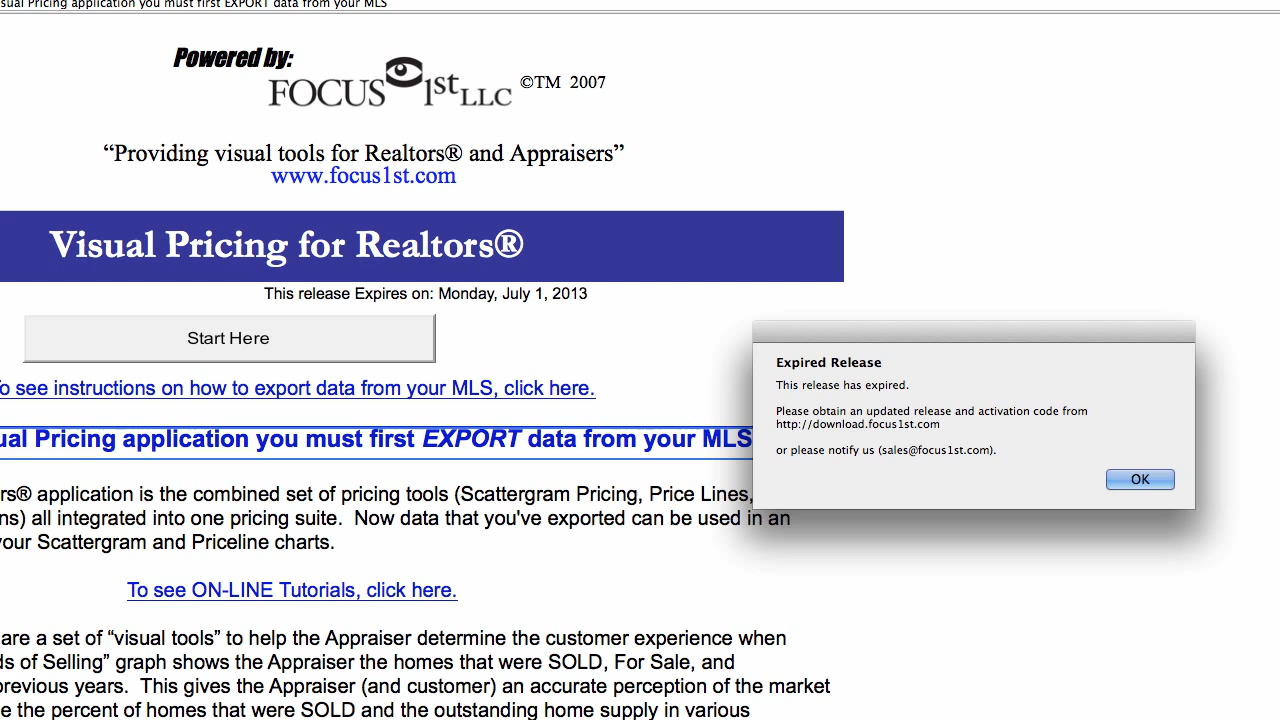 sual Pricing application you must first EXPORT data from your MLS
Powered by:
FOCUS 1st LLC ©TM 2007
“Providing visual tools for Realtors® and Appraisers”
www.focus1st.com
Visual Pricing for Realtors®
This release Expires on: Monday, July 1, 2013
Start Here
To see instructions on how to export data from your MLS, click here.
ual Pricing application you must first EXPORT data from your MLS
rs® application is the combined set of pricing tools (Scattergram Pricing, Price Lines,
ns) all integrated into one pricing suite. Now data that you've exported can be used in an
your Scattergram and Priceline charts.
To see ON-LINE Tutorials, click here.
are a set of “visual tools” to help the Appraiser determine the customer experience when
ds of Selling” graph shows the Appraiser the homes that were SOLD, For Sale, and
previous years. This gives the Appraiser (and customer) an accurate perception of the market
e the percent of homes that were SOLD and the outstanding home supply in various
Expired Release
This release has expired.
Please obtain an updated release and activation code from
http://download.focus1st.com
or please notify us (sales@focus1st.com).
OK